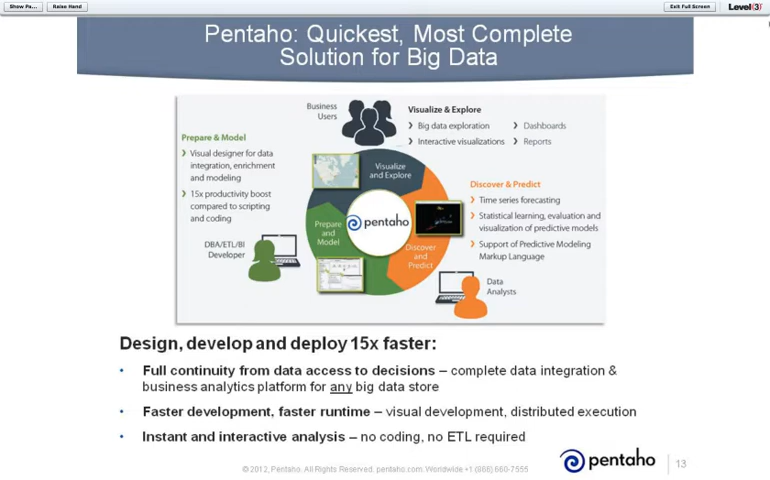 Show Pa...
Raise Hand
Exit Full Screen
Level(3)
Pentaho: Quickest, Most Complete
Solution for Big Data
Business
Users
Visualize & Explore
❯ Big data exploration
❯ Dashboards
❯ Interactive visualizations
❯ Reports
Prepare & Model
❯ Visual designer for data
integration, enrichment
and modeling
❯ 15x productivity boost
compared to scripting
and coding
DBA/ETL/BI
Developer
Visualize
and Explore
Prepare
and
Model
pentaho
Discover
and
Predict
Discover & Predict
❯ Time series forecasting
❯ Statistical learning, evaluation and
visualization of predictive models
❯ Support of Predictive Modeling
Markup Language
Data
Analysts
Design, develop and deploy 15x faster:
• Full continuity from data access to decisions – complete data integration &
business analytics platform for any big data store
• Faster development, faster runtime – visual development, distributed execution
• Instant and interactive analysis – no coding, no ETL required
© 2012, Pentaho. All Rights Reserved. pentaho.com. Worldwide +1 (866) 660-7555
pentaho
13